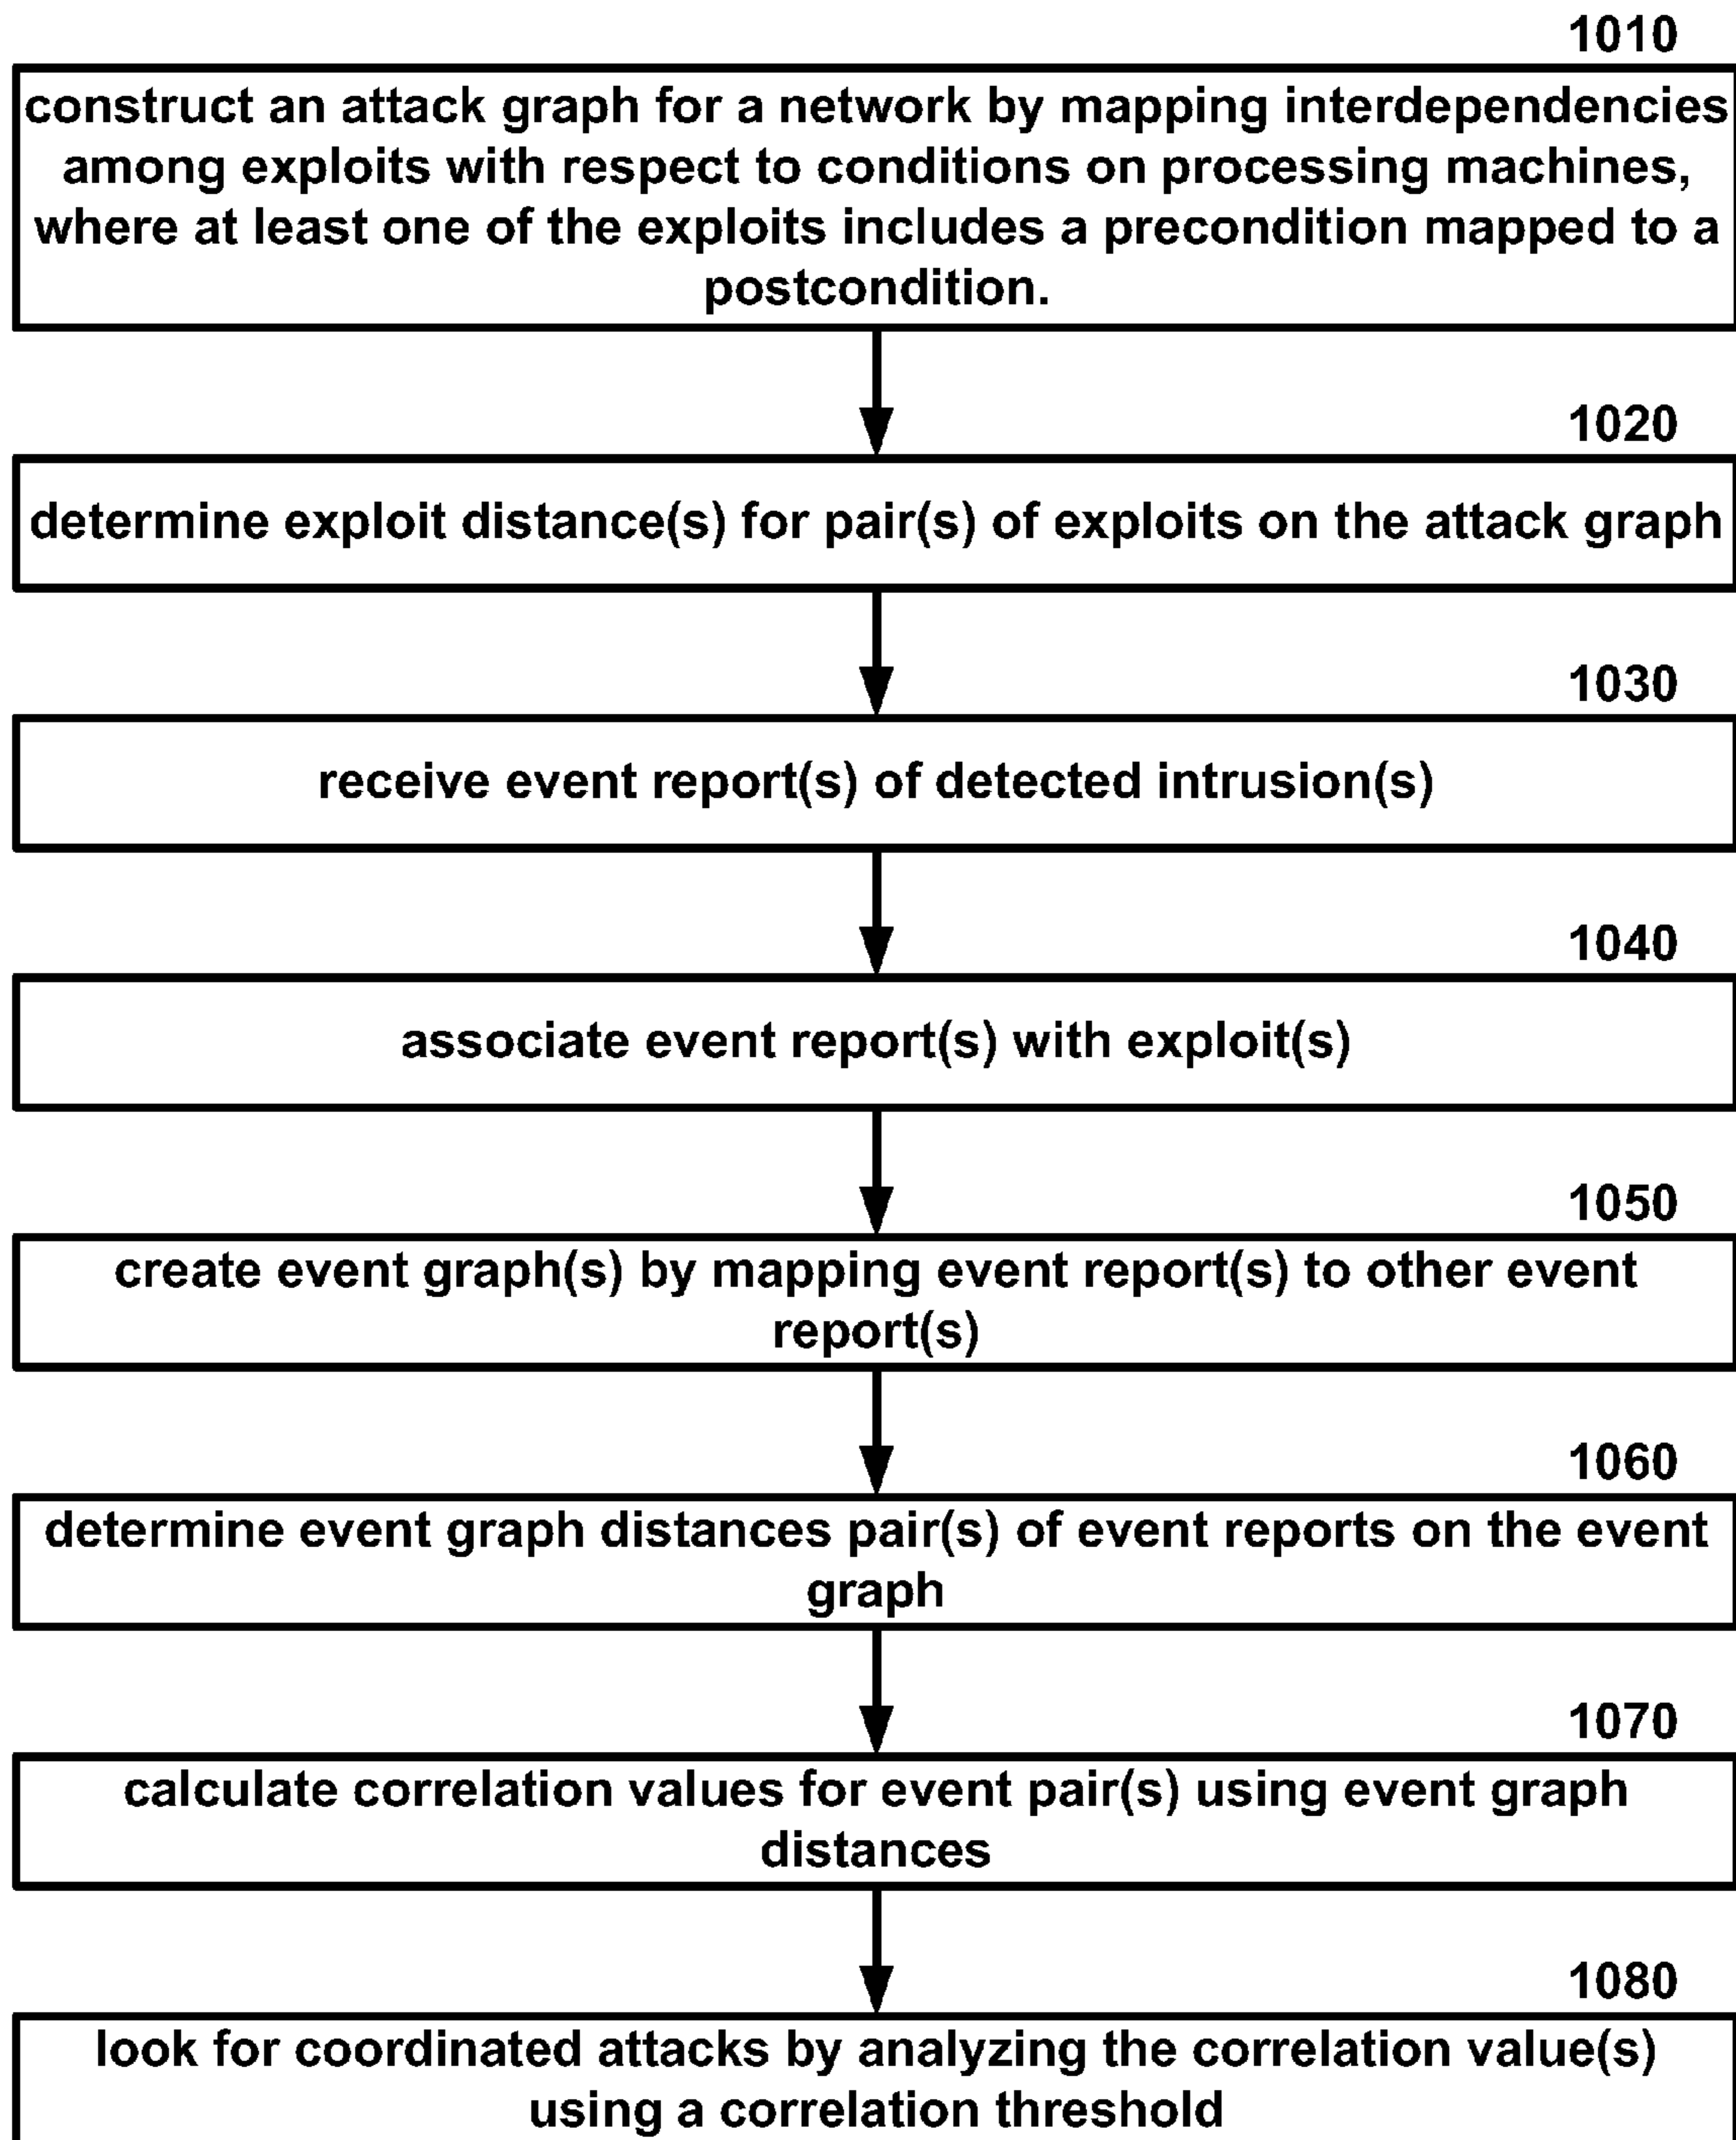 1010
construct an attack graph for a network by mapping interdependencies
among exploits with respect to conditions on processing machines,
where at least one of the exploits includes a precondition mapped to a
postcondition.
1020
determine exploit distance(s) for pair(s) of exploits on the attack graph
1030
receive event report(s) of detected intrusion(s)
1040
associate event report(s) with exploit(s)
1050
create event graph(s) by mapping event report(s) to other event
report(s)
1060
determine event graph distances pair(s) of event reports on the event
graph
1070
calculate correlation values for event pair(s) using event graph
distances
1080
look for coordinated attacks by analyzing the correlation value(s)
using a correlation threshold